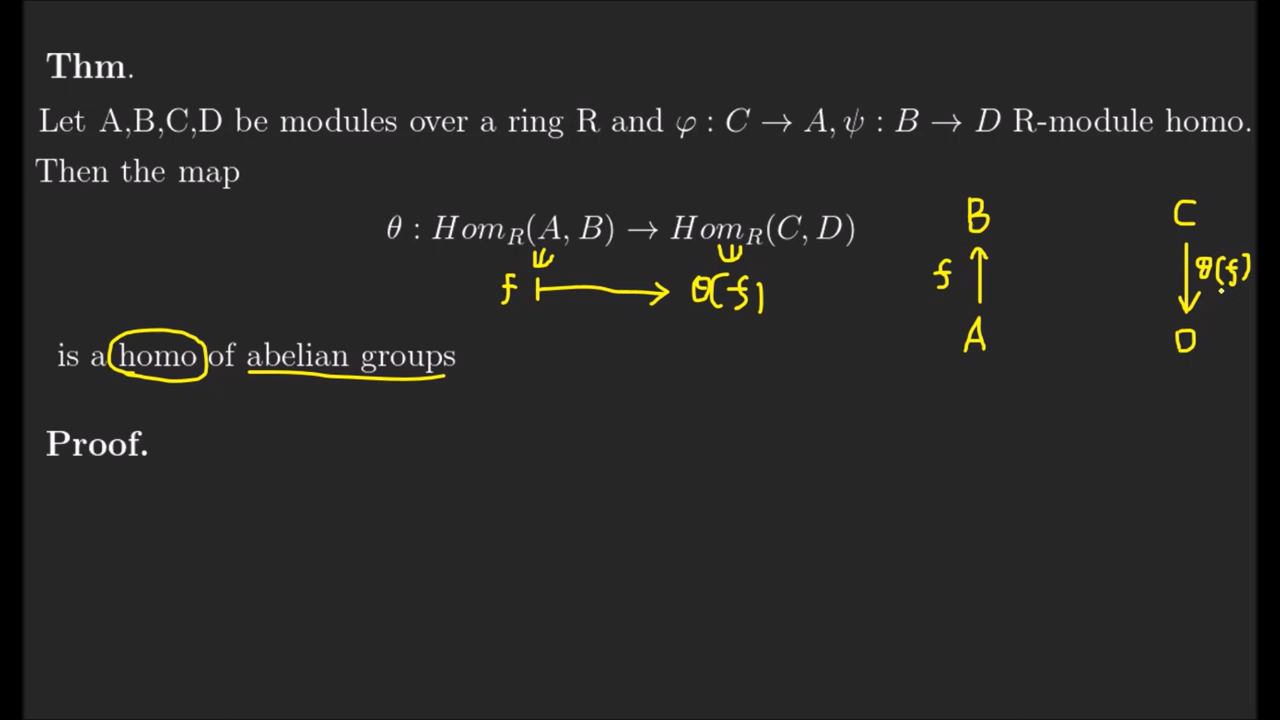 Thm.
Let A,B,C,D be modules over a ring R and φ : C → A, ψ : B → D R-module homo.
Then the map
θ : Hom_R(A, B) → Hom_R(C, D)
f ↦ θ(f)
B
f ↑
A
C
↓ θ(f)
D
is a homo of abelian groups
Proof.